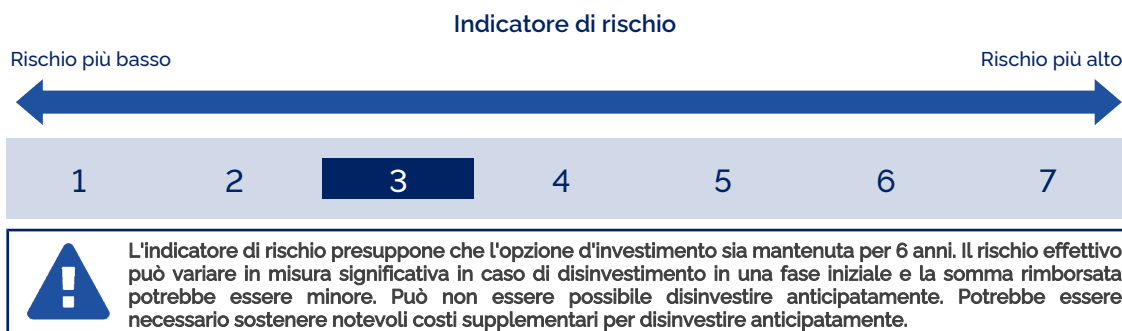 Indicatore di rischio
Rischio più basso
Rischio più alto
1 2 3 4 5 6 7
L'indicatore di rischio presuppone che l'opzione d'investimento sia mantenuta per 6 anni. Il rischio effettivo
può variare in misura significativa in caso di disinvestimento in una fase iniziale e la somma rimborsata
potrebbe essere minore. Può non essere possibile disinvestire anticipatamente. Potrebbe essere
necessario sostenere notevoli costi supplementari per disinvestire anticipatamente.